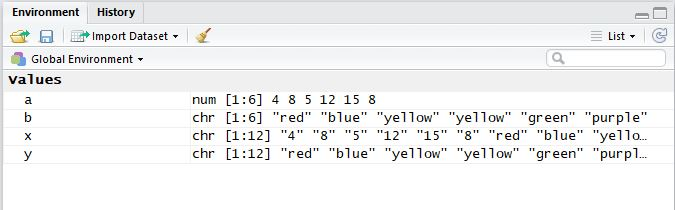 Environment History
Import Dataset List
Global Environment
Values
a num [1:6] 4 8 5 12 15 8
b chr [1:6] "red" "blue" "yellow" "yellow" "green" "purple"
x chr [1:12] "4" "8" "5" "12" "15" "8" "red" "blue" "yello…
y chr [1:12] "red" "blue" "yellow" "yellow" "green" "purpl…